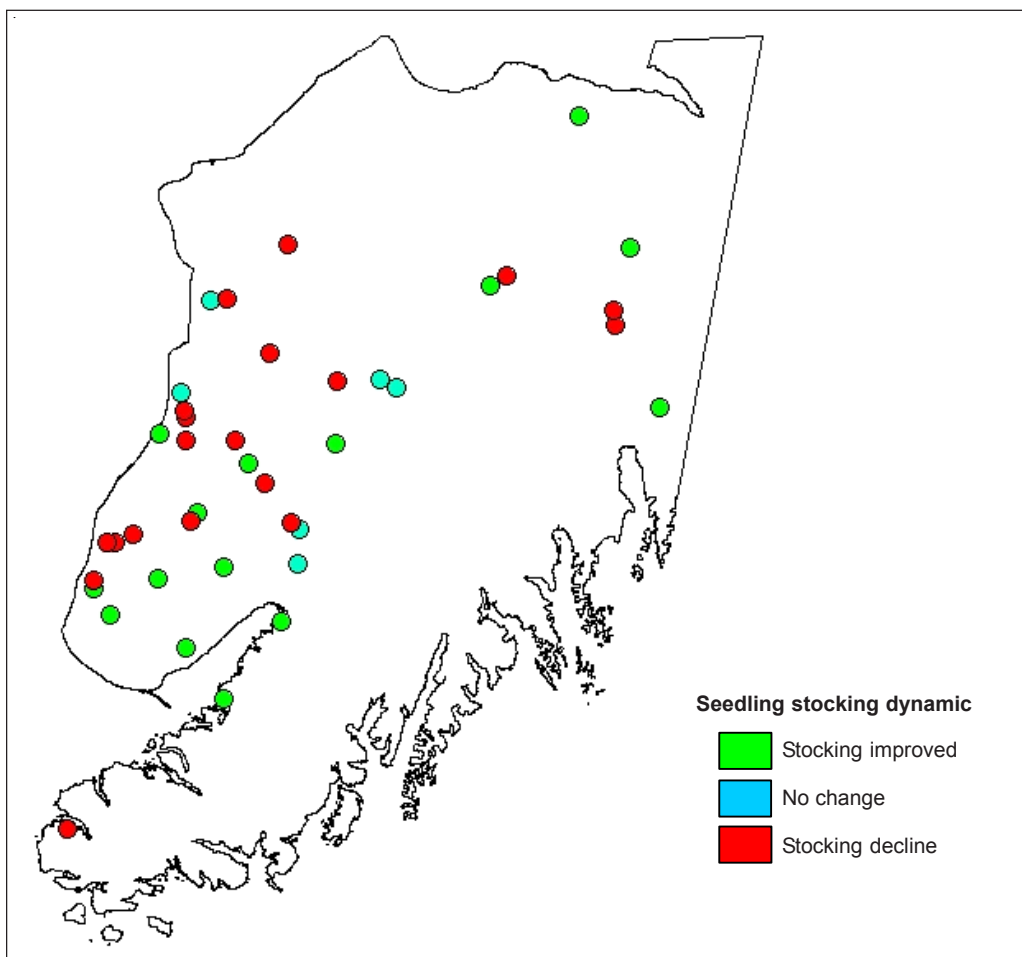 Seedling stocking dynamic
Stocking improved
No change
Stocking decline